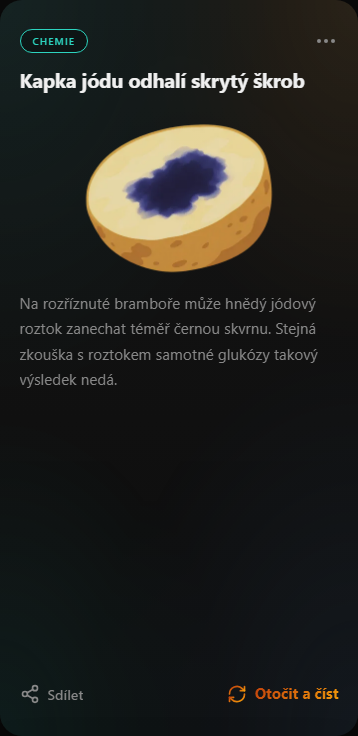 CHEMIE
Kapka jódu odhalí skrytý škrob
Na rozříznuté bramboře může hnědý jódový
roztok zanechat téměř černou skvrnu. Stejná
zkouška s roztokem samotné glukózy takový
výsledek nedá.
Sdílet
Otočit a číst